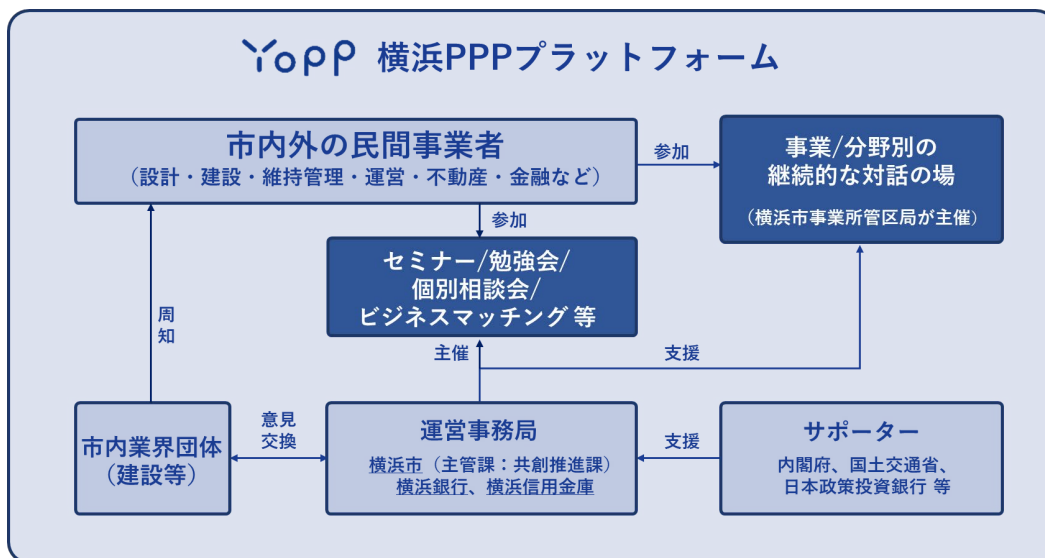 Yopp 横浜PPPプラットフォーム
市内外の民間事業者
（設計・建設・維持管理・運営・不動産・金融など）
参加
事業/分野別の
継続的な対話の場
（横浜市事業所管区局が主催）
参加
セミナー/勉強会/
個別相談会/
ビジネスマッチング 等
周
知
主催
支援
市内業界団体
（建設等）
意見
交換
運営事務局
横浜市（主管課：共創推進課）
横浜銀行、横浜信用金庫
支援
サポーター
内閣府、国土交通省、
日本政策投資銀行 等